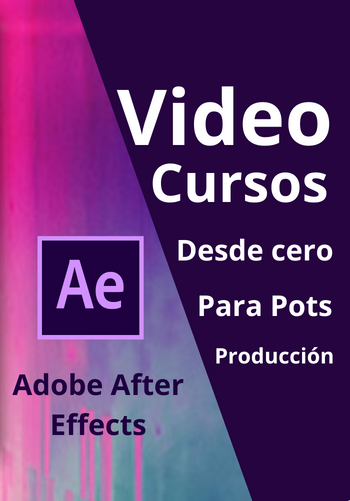 Video
Cursos
Desde cero
Para Pots
Producción
Ae
Adobe After
Effects